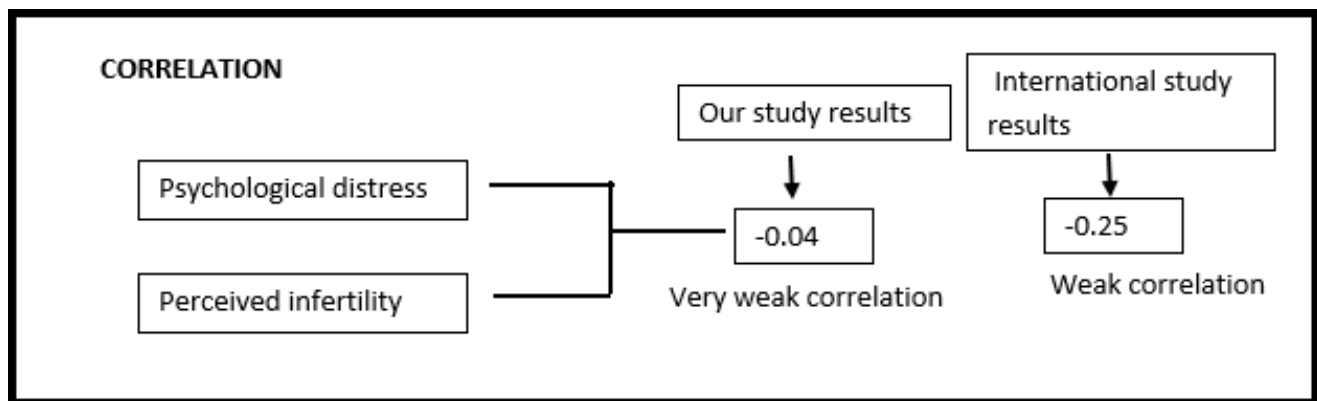 CORRELATION
Our study results
International study
results
Psychological distress
-0.04
-0.25
Perceived infertility
Very weak correlation
Weak correlation